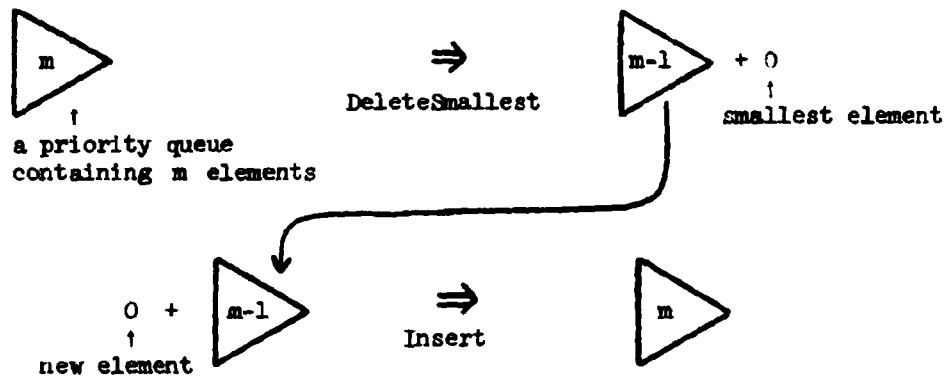 m
m-1 + 0
DeleteSmallest
smallest element
a priority queue
containing m elements
0 + m-1
m
Insert
new element